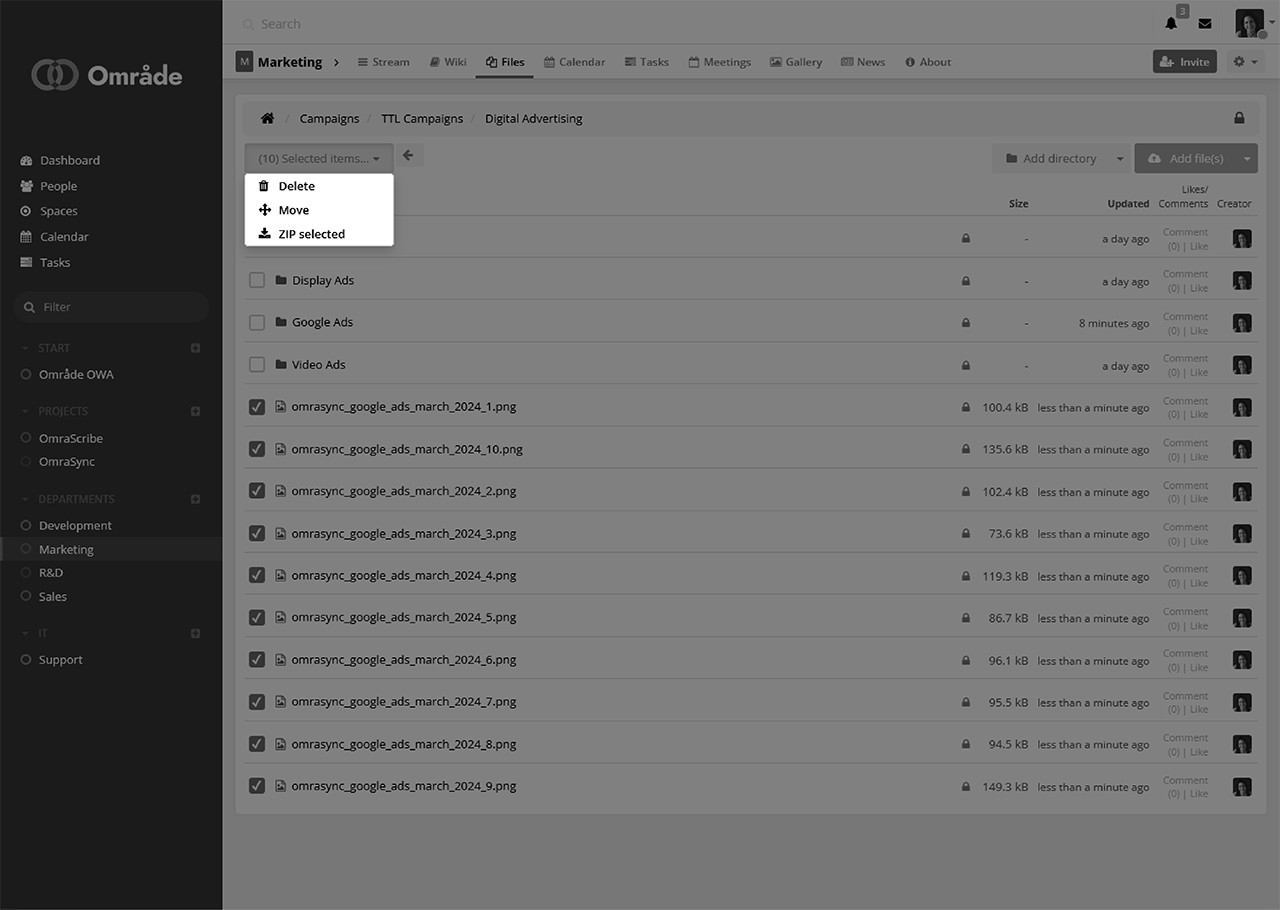 Område
Dashboard
People
Spaces
Calendar
Tasks
Filter
START
Område OWA
PROJECTS
OmraScribe
OmraSync
DEPARTMENTS
Development
Marketing
R&D
Sales
IT
Support
Search
3
M Marketing Stream Wiki Files Calendar Tasks Meetings Gallery News About Invite
/ Campaigns / TTL Campaigns / Digital Advertising
(10) Selected items... Add directory Add file(s)
Delete
Move
ZIP selected
Size Updated Likes/
Comments Creator
- a day ago Comment
(0) | Like
Display Ads - a day ago Comment
(0) | Like
Google Ads - 8 minutes ago Comment
(0) | Like
Video Ads - a day ago Comment
(0) | Like
omrasync_google_ads_march_2024_1.png 100.4 kB less than a minute ago Comment
(0) | Like
omrasync_google_ads_march_2024_10.png 135.6 kB less than a minute ago Comment
(0) | Like
omrasync_google_ads_march_2024_2.png 102.4 kB less than a minute ago Comment
(0) | Like
omrasync_google_ads_march_2024_3.png 73.6 kB less than a minute ago Comment
(0) | Like
omrasync_google_ads_march_2024_4.png 119.3 kB less than a minute ago Comment
(0) | Like
omrasync_google_ads_march_2024_5.png 86.7 kB less than a minute ago Comment
(0) | Like
omrasync_google_ads_march_2024_6.png 96.1 kB less than a minute ago Comment
(0) | Like
omrasync_google_ads_march_2024_7.png 95.5 kB less than a minute ago Comment
(0) | Like
omrasync_google_ads_march_2024_8.png 94.5 kB less than a minute ago Comment
(0) | Like
omrasync_google_ads_march_2024_9.png 149.3 kB less than a minute ago Comment
(0) | Like